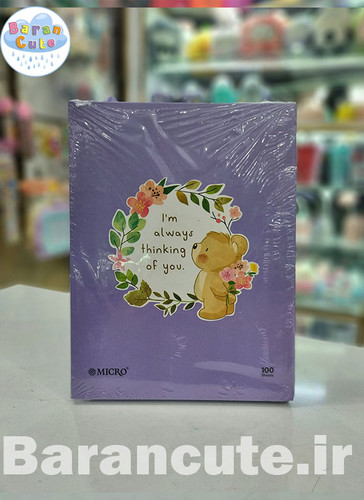 Baran
Cute
I'm
always
thinking
of you.
MICRO
100
Sheets
Barancute.ir